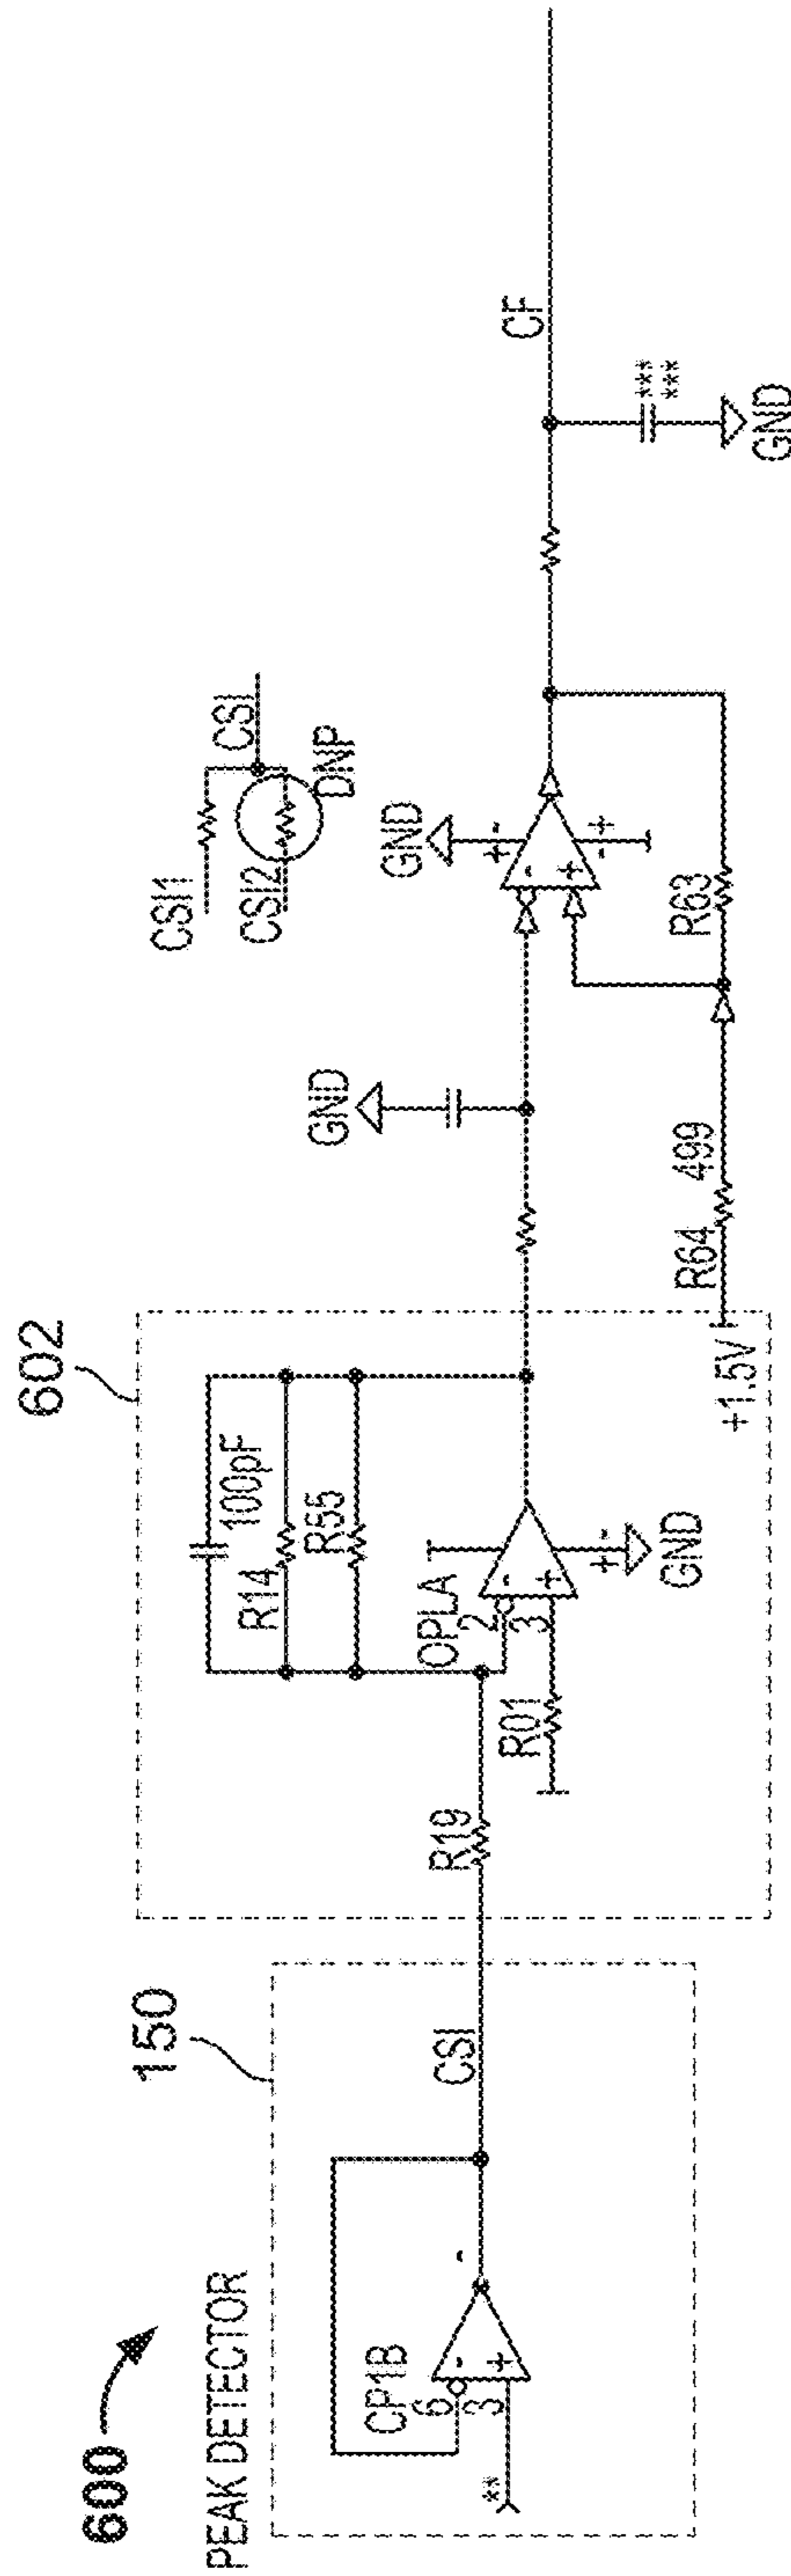 600
PEAK DETECTOR
150
CP1B
6
3
-
+
**
-
CSI
602
R19
R01
OPLA
2
3
-
+
+ -
GND
100pF
R14
R55
+1.5V
R64 499
R63
GND
GND
-
+
+ -
- +
CSI1
CSI2
CSI
DNP
CF
***
***
GND